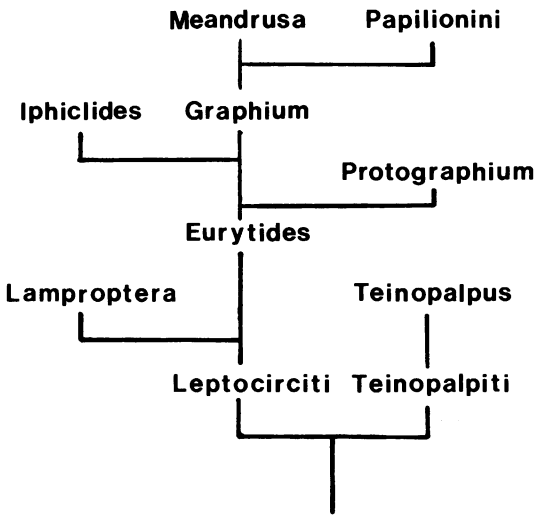 Meandrusa Papilionini
Iphiclides Graphium
Protographium
Eurytides
Lamproptera Teinopalpus
Leptocirciti Teinopalpiti